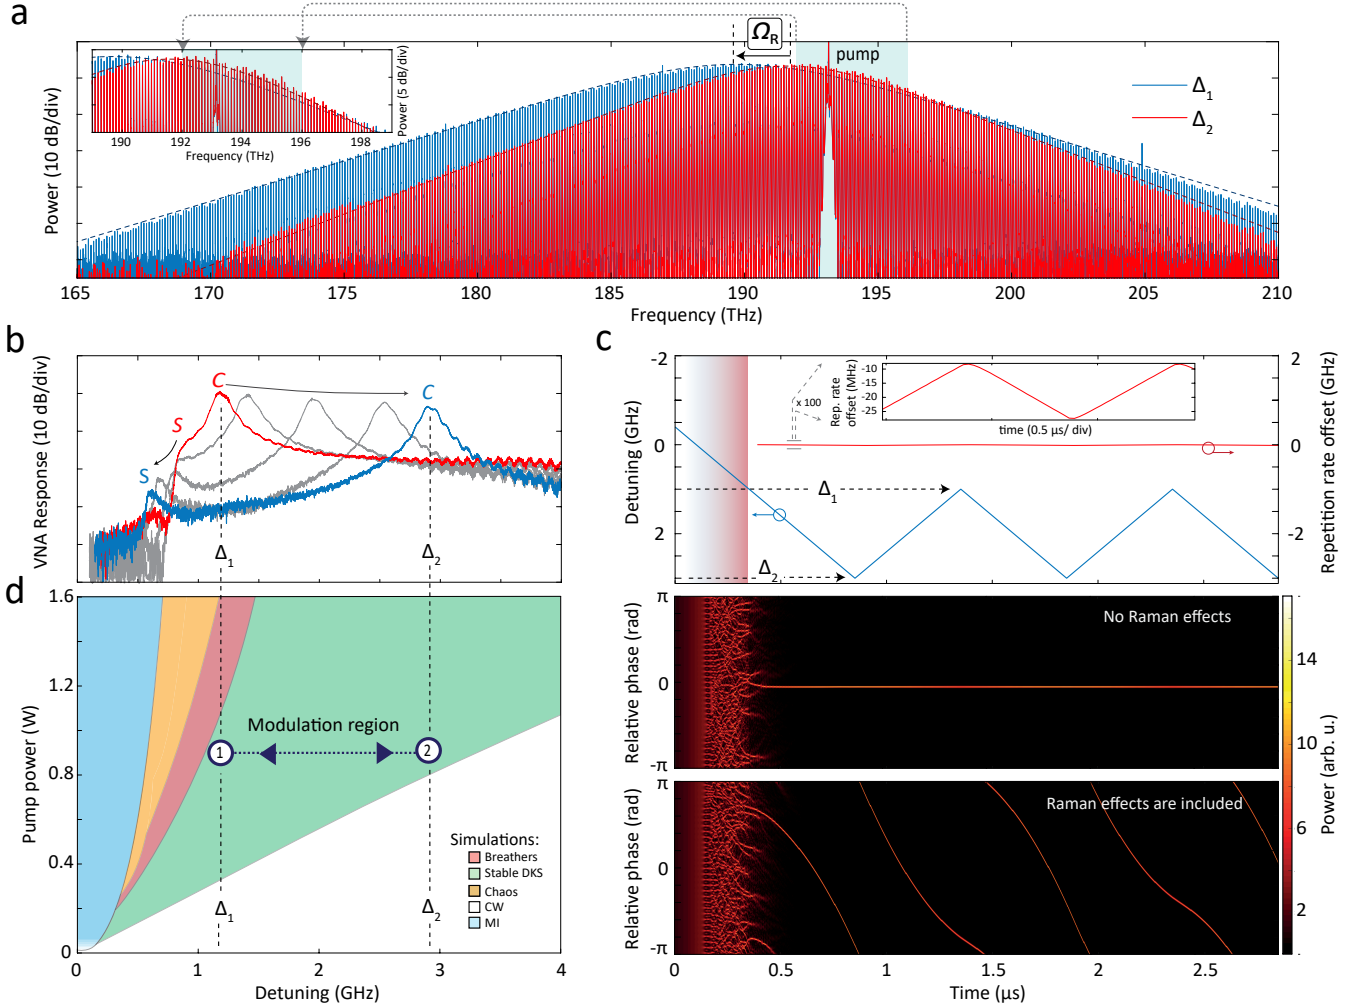 a
Ω_R
pump
Δ₁
Δ₂
Power (10 dB/div)
165
170
175
180
185
190
195
200
205
210
Frequency (THz)
Power (5 dB/div)
190
192
194
196
198
Frequency (THz)
b
VNA Response (10 dB/div)
C
C
S
S
Δ₁
Δ₂
c
Detuning (GHz)
-2
0
2
Repetition rate offset (GHz)
2
0
-2
x 100
Rep. rate
offset (MHz)
-10
-15
-20
-25
time (0.5 μs/ div)
Δ₁
Δ₂
No Raman effects
Relative phase (rad)
π
0
-π
Raman effects are included
Relative phase (rad)
π
0
-π
0
0.5
1
1.5
2
2.5
Time (μs)
Power (arb. u.)
14
10
6
2
d
Pump power (W)
1.6
1.2
0.8
0.4
0
Modulation region
1
2
Simulations:
Breathers
Stable DKS
Chaos
CW
MI
Δ₁
Δ₂
0
1
2
3
4
Detuning (GHz)